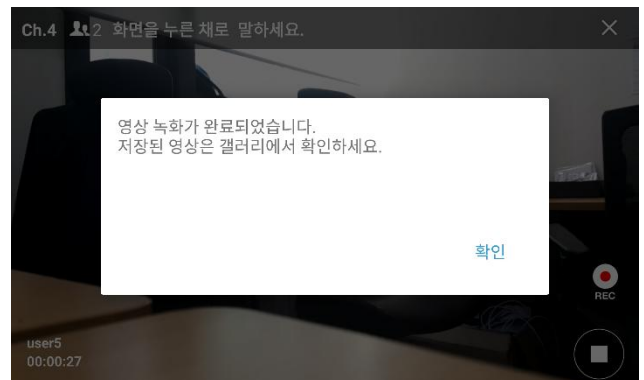 Ch.4 2 화면을 누른 채로 말하세요.
영상 녹화가 완료되었습니다.
저장된 영상은 갤러리에서 확인하세요.
확인
REC
user5
00:00:27